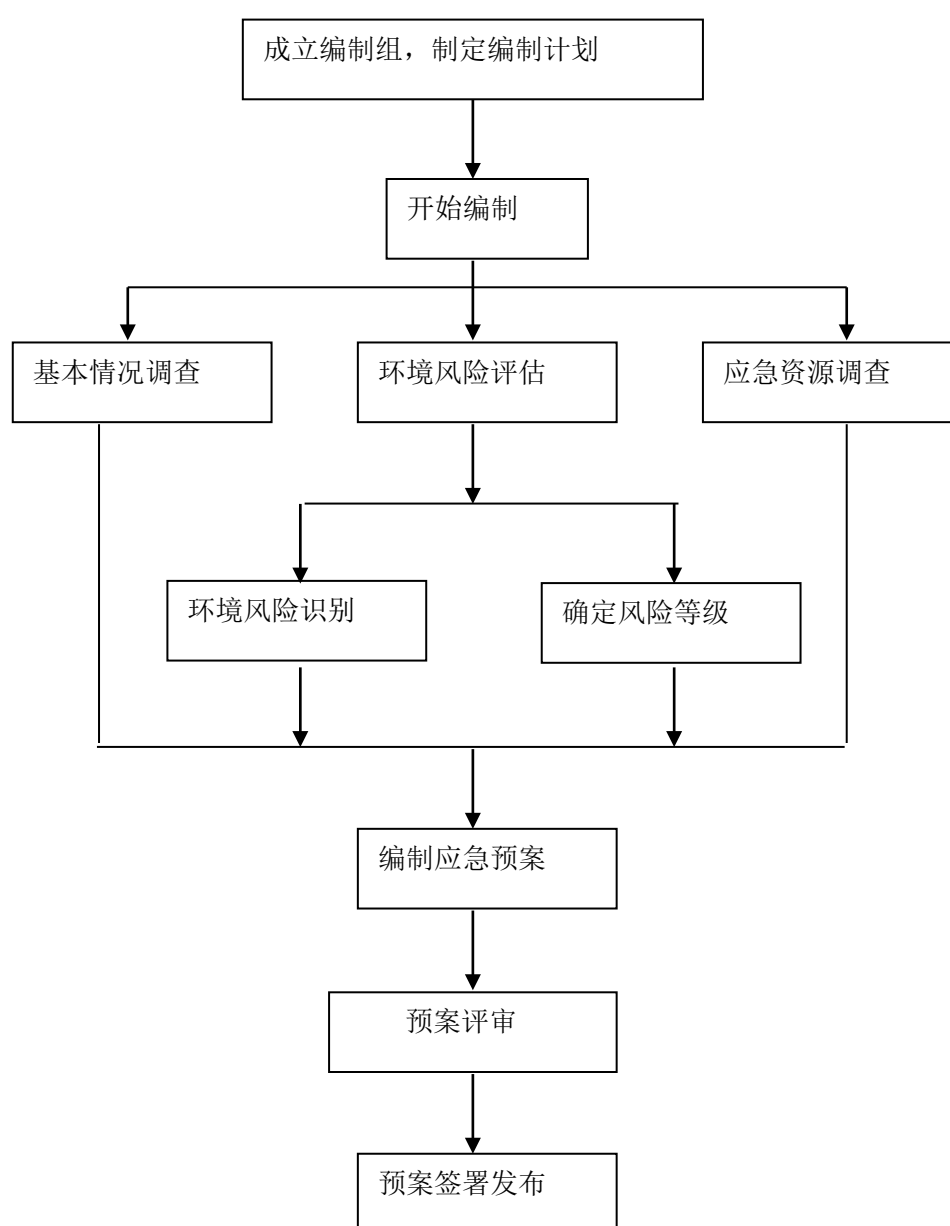 成立编制组，制定编制计划
开始编制
基本情况调查
环境风险评估
应急资源调查
环境风险识别
确定风险等级
编制应急预案
预案评审
预案签署发布